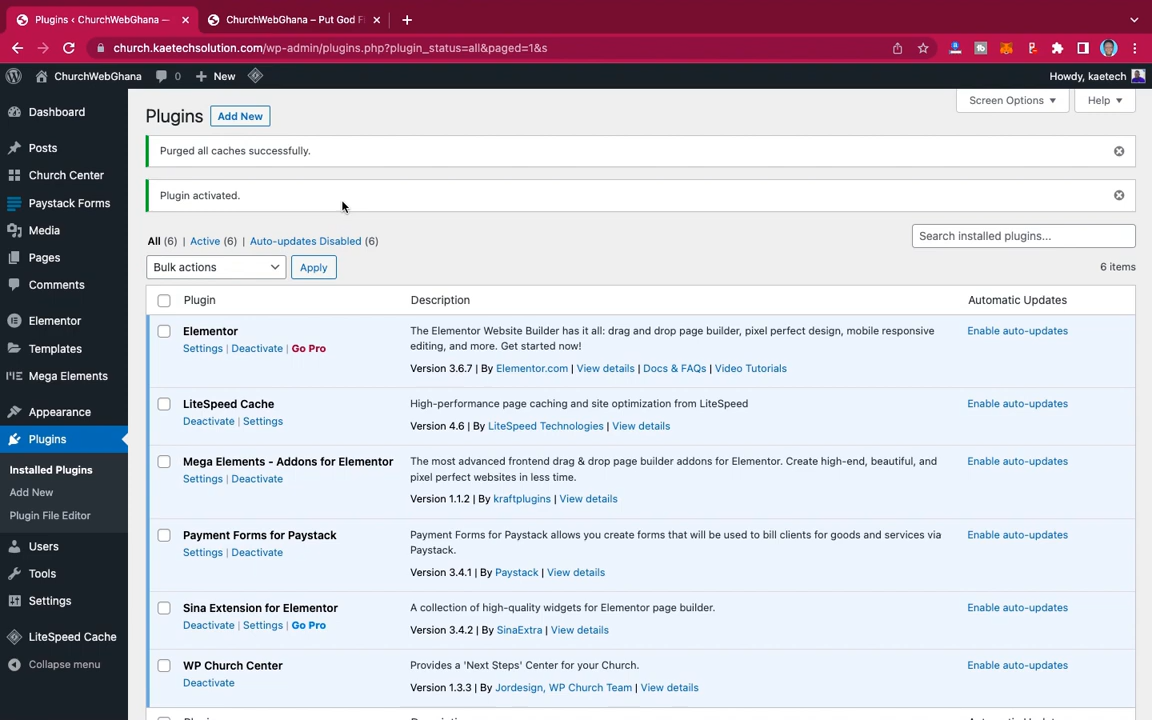 Plugins ‹ ChurchWebGhana —
ChurchWebGhana – Put God F
church.kaetechsolution.com/wp-admin/plugins.php?plugin_status=all&paged=1&s
ChurchWebGhana 0 New Howdy, kaetech
Screen Options Help
Dashboard
Posts
Church Center
Paystack Forms
Media
Pages
Comments
Elementor
Templates
Mega Elements
Appearance
Plugins
Installed Plugins
Add New
Plugin File Editor
Users
Tools
Settings
LiteSpeed Cache
Collapse menu
Plugins Add New
Purged all caches successfully.
Plugin activated.
All (6) | Active (6) | Auto-updates Disabled (6)
Search installed plugins...
Bulk actions Apply 6 items
Plugin Description Automatic Updates
Elementor
Settings | Deactivate | Go Pro
The Elementor Website Builder has it all: drag and drop page builder, pixel perfect design, mobile responsive
editing, and more. Get started now!
Version 3.6.7 | By Elementor.com | View details | Docs & FAQs | Video Tutorials
Enable auto-updates
LiteSpeed Cache
Deactivate | Settings
High-performance page caching and site optimization from LiteSpeed
Version 4.6 | By LiteSpeed Technologies | View details
Enable auto-updates
Mega Elements - Addons for Elementor
Settings | Deactivate
The most advanced frontend drag & drop page builder addons for Elementor. Create high-end, beautiful, and
pixel perfect websites in less time.
Version 1.1.2 | By kraftplugins | View details
Enable auto-updates
Payment Forms for Paystack
Settings | Deactivate
Payment Forms for Paystack allows you create forms that will be used to bill clients for goods and services via
Paystack.
Version 3.4.1 | By Paystack | View details
Enable auto-updates
Sina Extension for Elementor
Deactivate | Settings | Go Pro
A collection of high-quality widgets for Elementor page builder.
Version 3.4.2 | By SinaExtra | View details
Enable auto-updates
WP Church Center
Deactivate
Provides a 'Next Steps' Center for your Church.
Version 1.3.3 | By Jordesign, WP Church Team | View details
Enable auto-updates